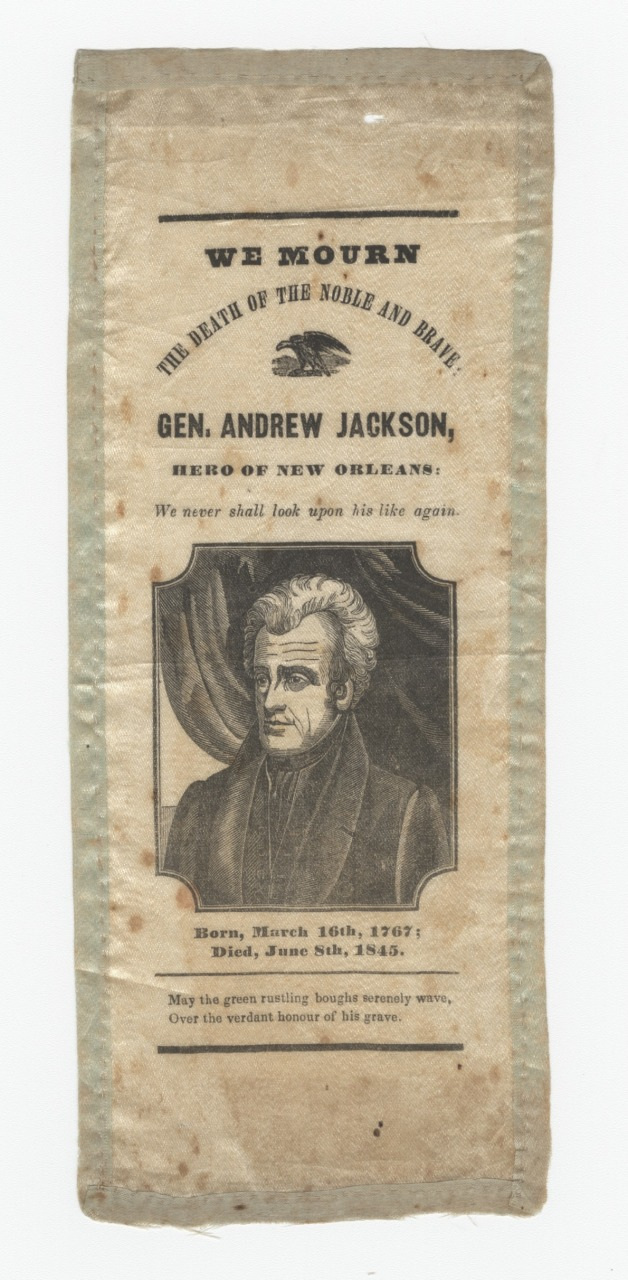 WE MOURN
THE DEATH OF THE NOBLE AND BRAVE:
GEN. ANDREW JACKSON,
HERO OF NEW ORLEANS:
We never shall look upon his like again.
Born, March 16th, 1767;
Died, June 8th, 1845.
May the green rustling boughs serenely wave,
Over the verdant honour of his grave.